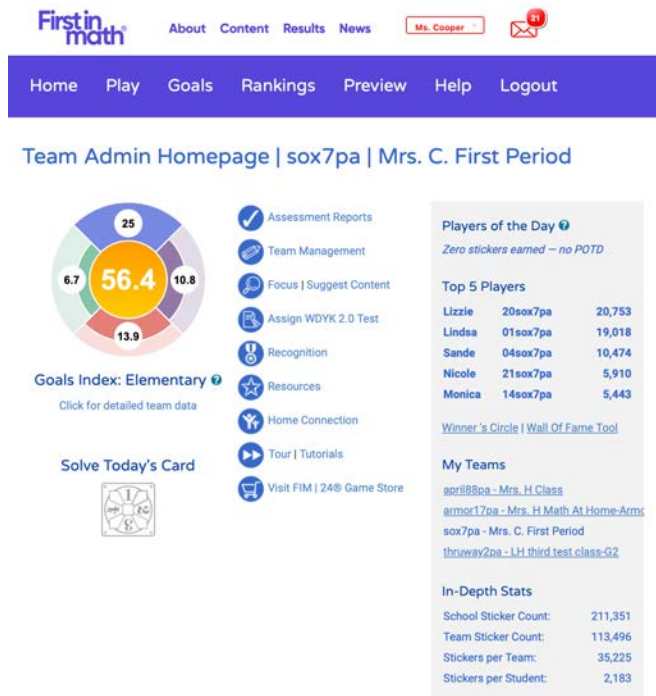 First in math®
About Content Results News Ms. Cooper 21
Home Play Goals Rankings Preview Help Logout
Team Admin Homepage | sox7pa | Mrs. C. First Period
25
6.7 56.4 10.8
13.9
Goals Index: Elementary ?
Click for detailed team data
Solve Today's Card
1
3
Assessment Reports
Team Management
Focus | Suggest Content
Assign WDYK 2.0 Test
Recognition
Resources
Home Connection
Tour | Tutorials
Visit FIM | 24® Game Store
Players of the Day ?
Zero stickers earned — no POTD
Top 5 Players
Lizzie 20sox7pa 20,753
Lindsa 01sox7pa 19,018
Sande 04sox7pa 10,474
Nicole 21sox7pa 5,910
Monica 14sox7pa 5,443
Winner's Circle | Wall Of Fame Tool
My Teams
april88pa - Mrs. H Class
armor17pa - Mrs. H Math At Home-Armo
sox7pa - Mrs. C. First Period
thruway2pa - LH third test class-G2
In-Depth Stats
School Sticker Count: 211,351
Team Sticker Count: 113,496
Stickers per Team: 35,225
Stickers per Student: 2,183